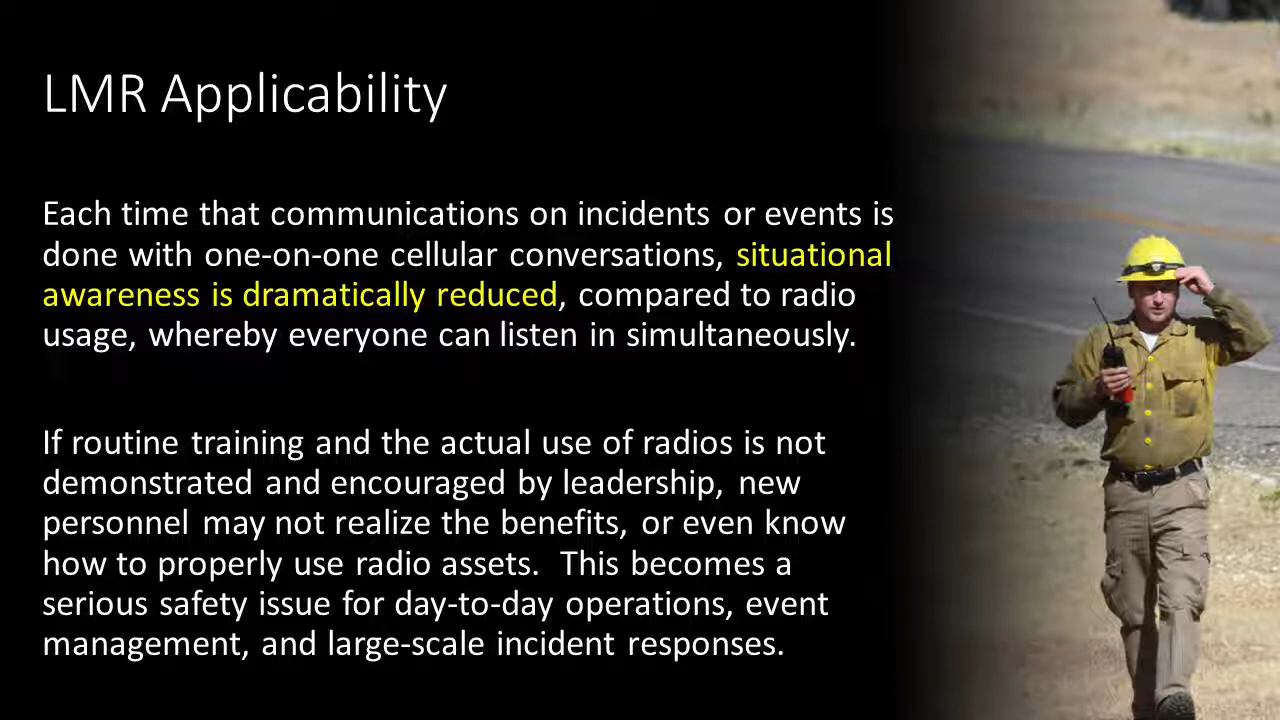 LMR Applicability
Each time that communications on incidents or events is
done with one-on-one cellular conversations, situational
awareness is dramatically reduced, compared to radio
usage, whereby everyone can listen in simultaneously.
If routine training and the actual use of radios is not
demonstrated and encouraged by leadership, new
personnel may not realize the benefits, or even know
how to properly use radio assets.  This becomes a
serious safety issue for day-to-day operations, event
management, and large-scale incident responses.